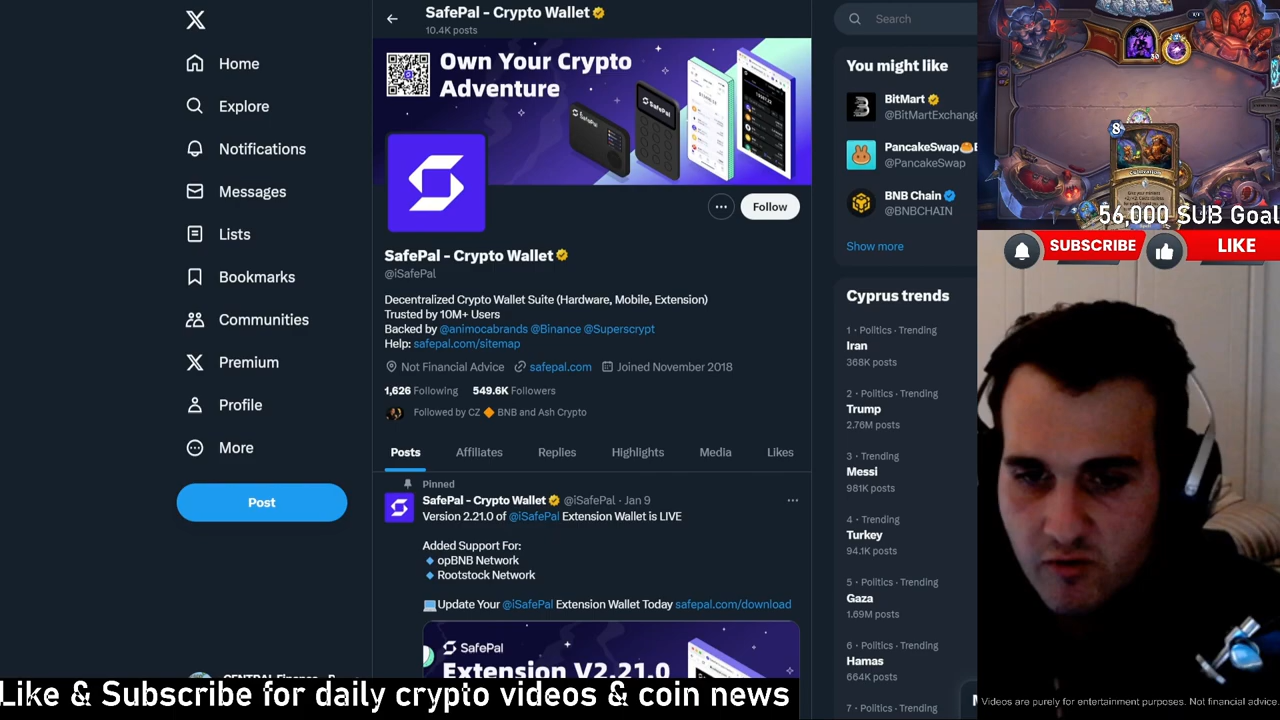 SafePal – Crypto Wallet
10.4K posts
Own Your Crypto
Adventure
SafePal
Home
Explore
Notifications
Messages
Lists
Bookmarks
Communities
Premium
Profile
More
Post
Follow
SafePal – Crypto Wallet
@iSafePal
Decentralized Crypto Wallet Suite (Hardware, Mobile, Extension)
Trusted by 10M+ Users
Backed by @animocabrands @Binance @Superscrypt
Help: safepal.com/sitemap
Not Financial Advice safepal.com Joined November 2018
1,626 Following 549.6K Followers
Followed by CZ 🔶 BNB and Ash Crypto
Posts Affiliates Replies Highlights Media Likes
Pinned
SafePal – Crypto Wallet @iSafePal · Jan 9
Version 2.21.0 of @iSafePal Extension Wallet is LIVE
Added Support For:
🔹 opBNB Network
🔹 Rootstock Network
💻Update Your @iSafePal Extension Wallet Today safepal.com/download
SafePal
Extension V2.21.0
Search
You might like
BitMart
@BitMartExchange
PancakeSwap🥞
@PancakeSwap
BNB Chain
@BNBCHAIN
Show more
Cyprus trends
1 · Politics · Trending
Iran
368K posts
2 · Politics · Trending
Trump
2.76M posts
3 · Trending
Messi
981K posts
4 · Trending
Turkey
94.1K posts
5 · Politics · Trending
Gaza
1.69M posts
6 · Politics · Trending
Hamas
664K posts
7 · Politics · Trending
8
30
56,000 SUB Goal
SUBSCRIBE
LIKE
Like & Subscribe for daily crypto videos & coin news
Videos are purely for entertainment purposes. Not financial advice.